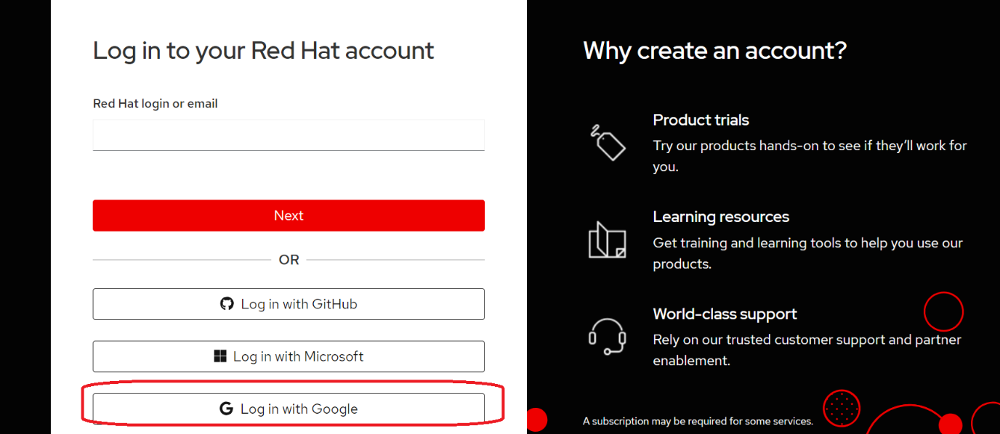 Log in to your Red Hat account
Red Hat login or email
Next
OR
Log in with GitHub
Log in with Microsoft
Log in with Google
Why create an account?
Product trials
Try our products hands-on to see if they’ll work for
you.
Learning resources
Get training and learning tools to help you use our
products.
World-class support
Rely on our trusted customer support and partner
enablement.
A subscription may be required for some services.